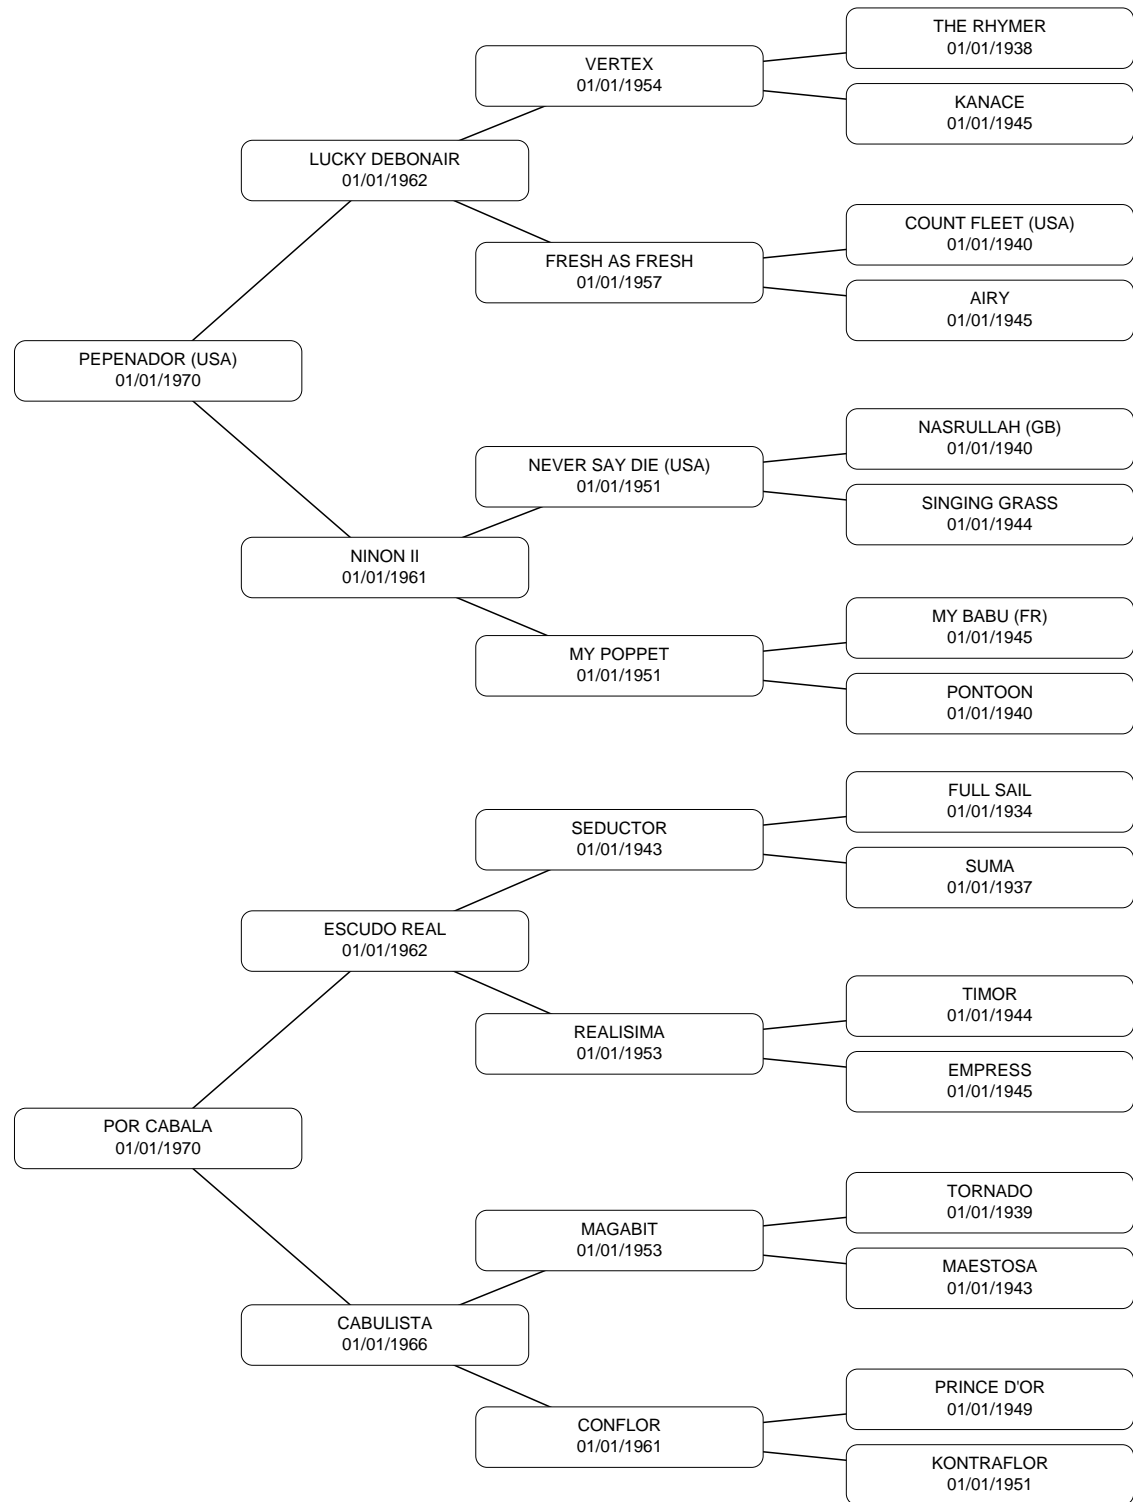 THE RHYMER
01/01/1938
VERTEX
01/01/1954
KANACE
01/01/1945
LUCKY DEBONAIR
01/01/1962
COUNT FLEET (USA)
01/01/1940
FRESH AS FRESH
01/01/1957
AIRY
01/01/1945
PEPENADOR (USA)
01/01/1970
NASRULLAH (GB)
01/01/1940
NEVER SAY DIE (USA)
01/01/1951
SINGING GRASS
01/01/1944
NINON II
01/01/1961
MY BABU (FR)
01/01/1945
MY POPPET
01/01/1951
PONTOON
01/01/1940
FULL SAIL
01/01/1934
SEDUCTOR
01/01/1943
SUMA
01/01/1937
ESCUDO REAL
01/01/1962
TIMOR
01/01/1944
REALISIMA
01/01/1953
EMPRESS
01/01/1945
POR CABALA
01/01/1970
TORNADO
01/01/1939
MAGABIT
01/01/1953
MAESTOSA
01/01/1943
CABULISTA
01/01/1966
PRINCE D'OR
01/01/1949
CONFLOR
01/01/1961
KONTRAFLOR
01/01/1951